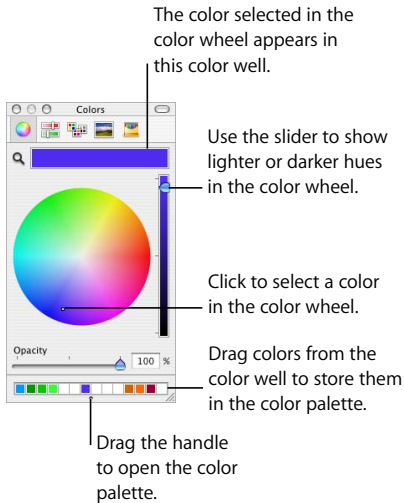 The color selected in the
color wheel appears in
this color well.
Colors
Use the slider to show
lighter or darker hues
in the color wheel.
Click to select a color
in the color wheel.
Opacity
100 %
Drag colors from the
color well to store them
in the color palette.
Drag the handle
to open the color
palette.